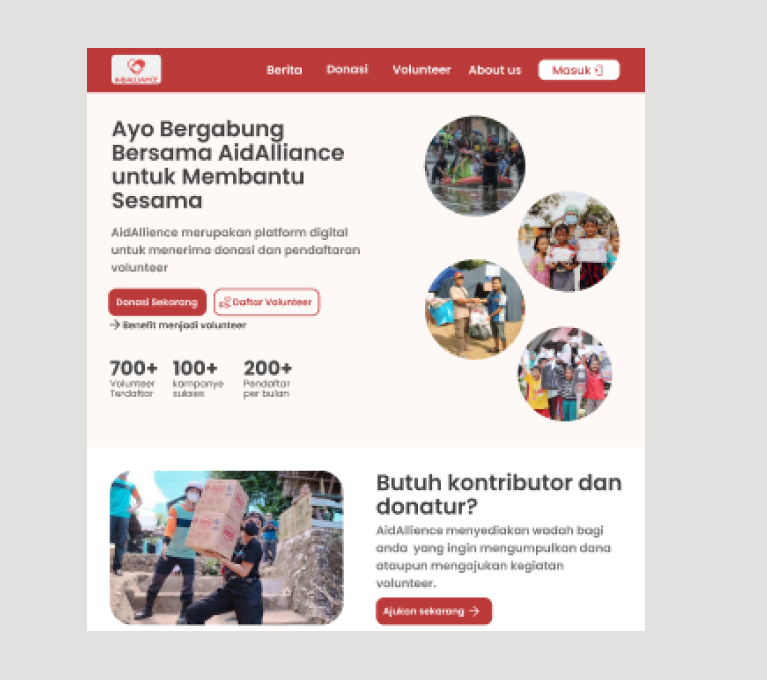 AIDALLIANCE
Berita Donasi Volunteer About us Masuk
Ayo Bergabung
Bersama AidAlliance
untuk Membantu
Sesama
AidAllience merupakan platform digital
untuk menerima donasi dan pendaftaran
volunteer
Donasi Sekarang Daftar Volunteer
→ Benefit menjadi volunteer
700+ 100+ 200+
Volunteer kampanye Pendaftar
Terdaftar sukses per bulan
Butuh kontributor dan
donatur?
AidAllience menyediakan wadah bagi
anda yang ingin mengumpulkan dana
ataupun mengajukan kegiatan
volunteer.
Ajukan sekarang →